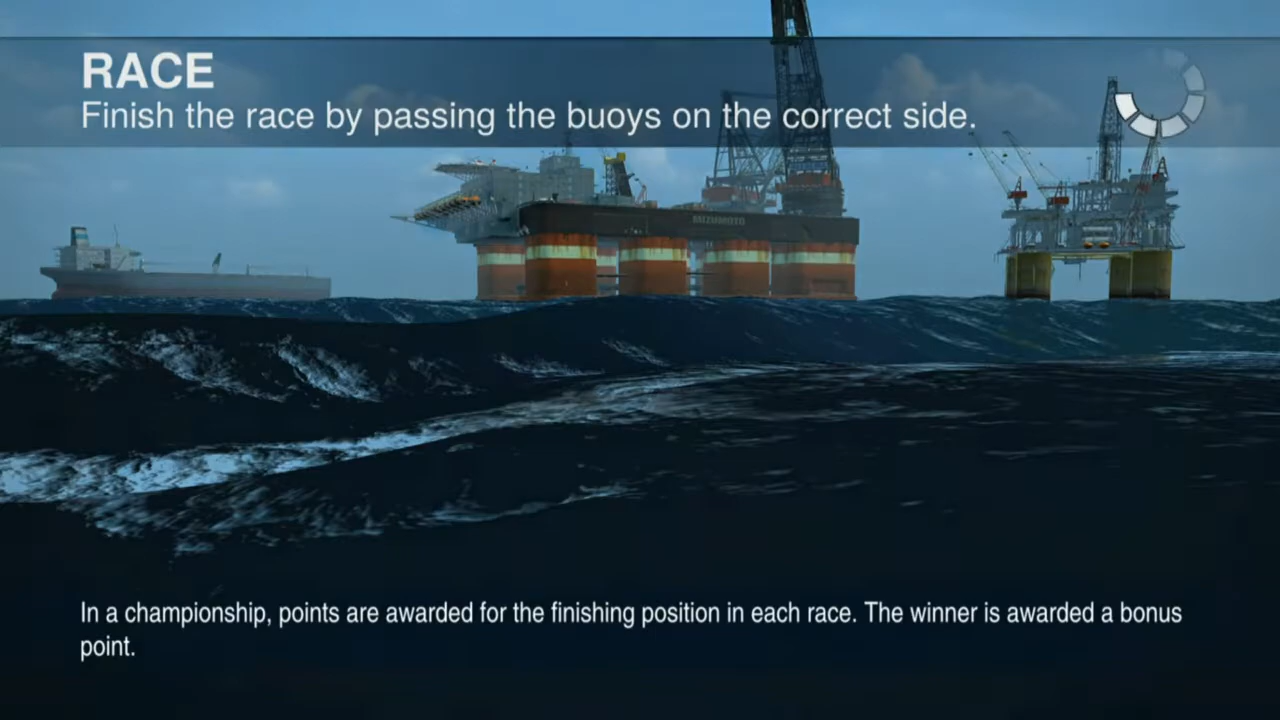 RACE
Finish the race by passing the buoys on the correct side.
MIZUMOTO
In a championship, points are awarded for the finishing position in each race. The winner is awarded a bonus
point.